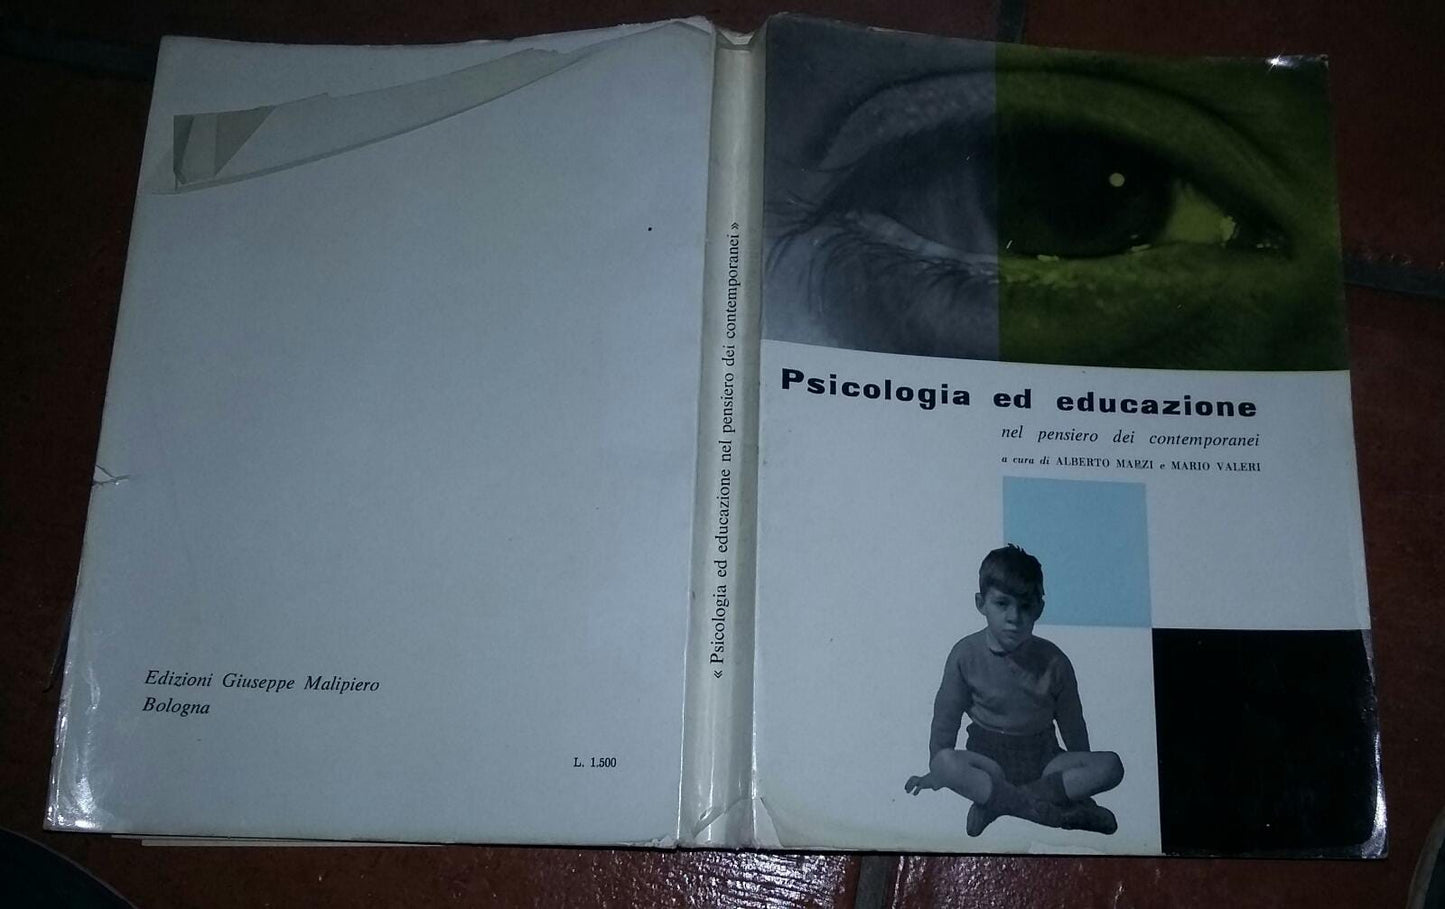 Edizioni Giuseppe Malipiero
Bologna
L. 1.500
« Psicologia ed educazione nel pensiero dei contemporanei »
Psicologia ed educazione
nel pensiero dei contemporanei
a cura di ALBERTO MARZI e MARIO VALERI